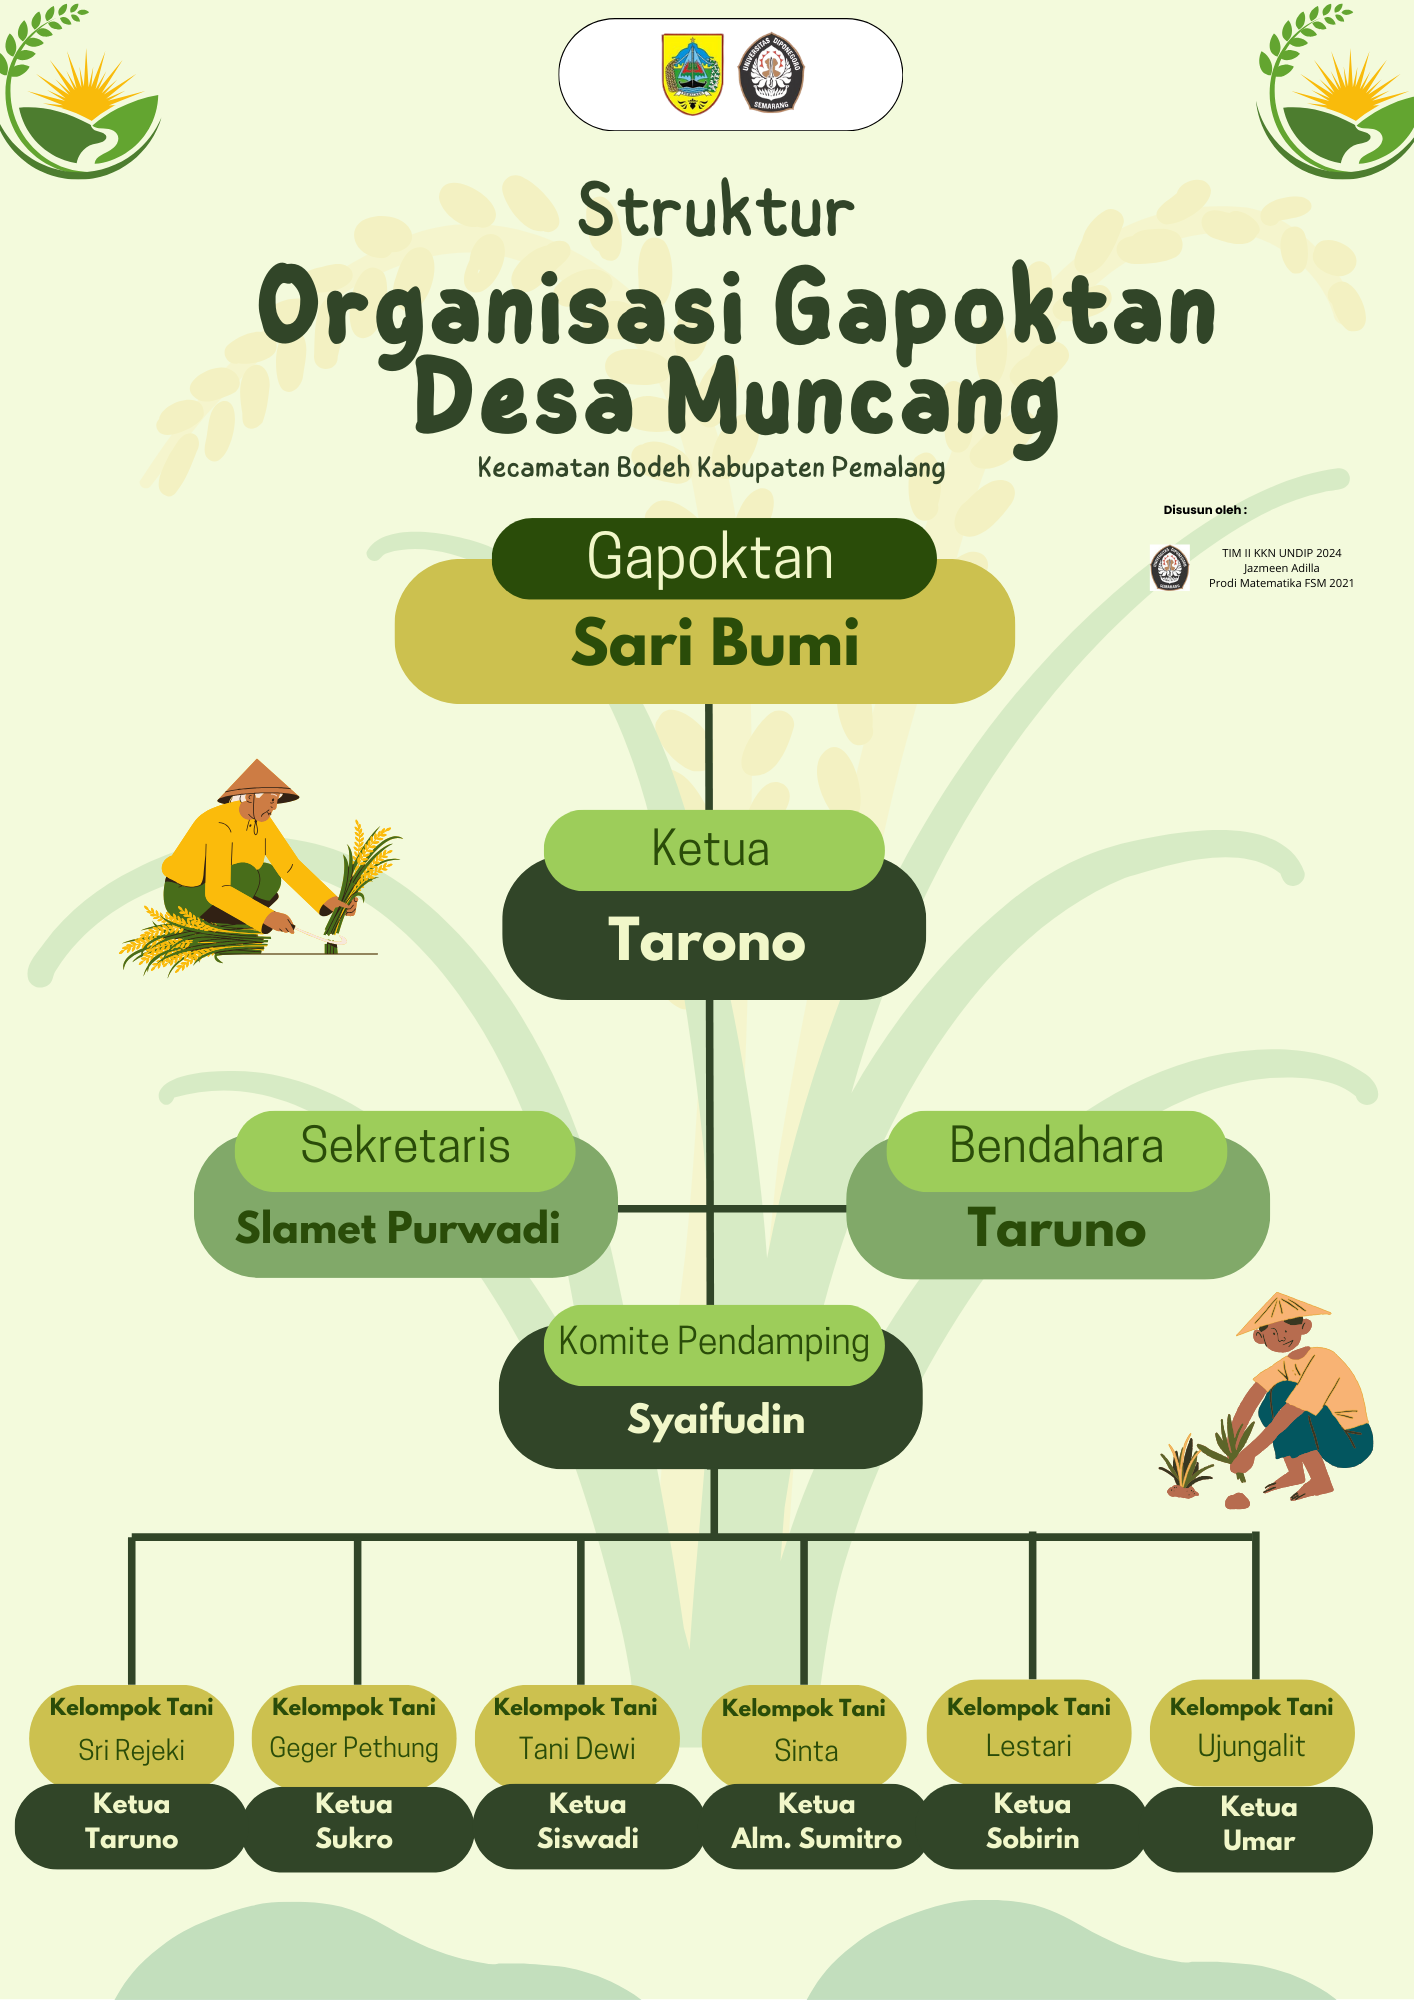 UNIVERSITAS DIPONEGORO
SEMARANG
Struktur
Organisasi Gapoktan
Desa Muncang
Kecamatan Bodeh Kabupaten Pemalang
Disusun oleh :
TIM II KKN UNDIP 2024
Jazmeen Adilla
Prodi Matematika FSM 2021
Gapoktan
Sari Bumi
Ketua
Tarono
Sekretaris
Slamet Purwadi
Bendahara
Taruno
Komite Pendamping
Syaifudin
Kelompok Tani
Sri Rejeki
Ketua
Taruno
Kelompok Tani
Geger Pethung
Ketua
Sukro
Kelompok Tani
Tani Dewi
Ketua
Siswadi
Kelompok Tani
Sinta
Ketua
Alm. Sumitro
Kelompok Tani
Lestari
Ketua
Sobirin
Kelompok Tani
Ujungalit
Ketua
Umar